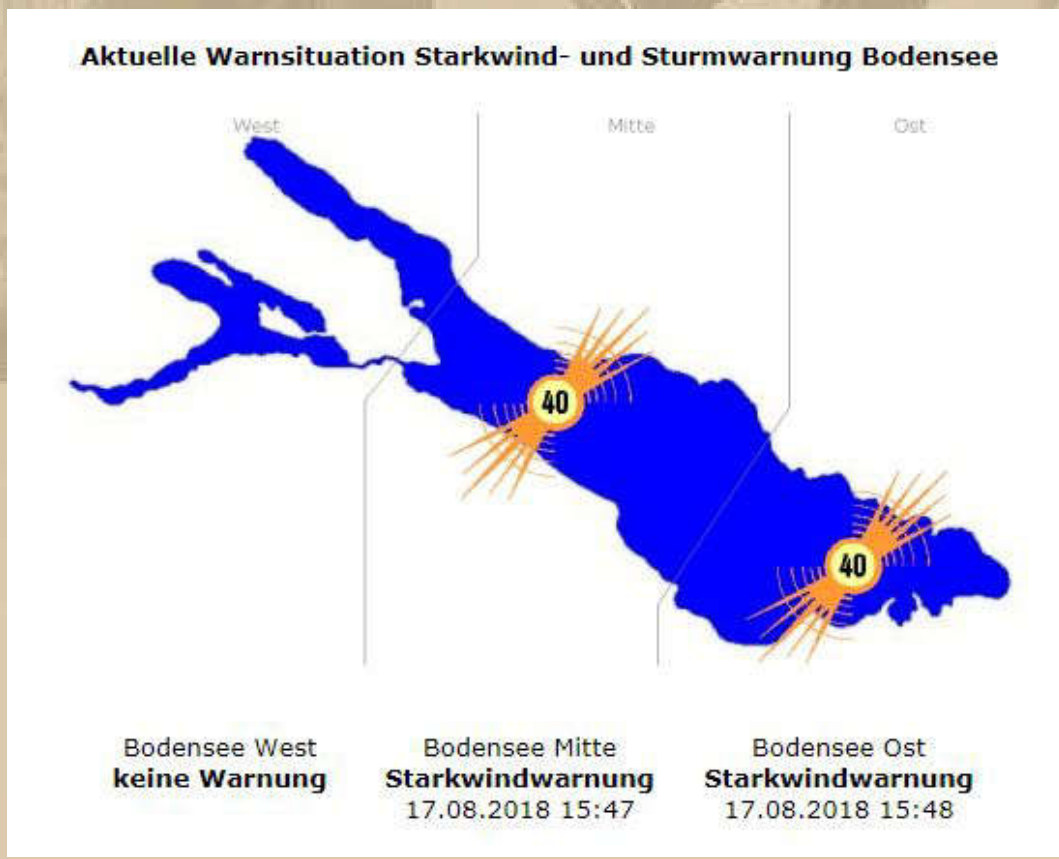 Aktuelle Warnsituation Starkwind- und Sturmwarnung Bodensee
West
Mitte
Ost
40
40
Bodensee West
keine Warnung
Bodensee Mitte
Starkwindwarnung
17.08.2018 15:47
Bodensee Ost
Starkwindwarnung
17.08.2018 15:48